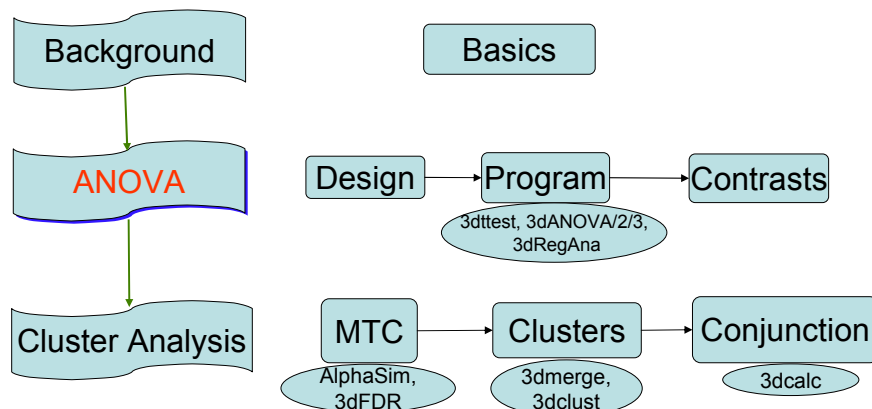 Background
Basics
ANOVA
Design
Program
Contrasts
3dttest, 3dANOVA/2/3,
3dRegAna
Cluster Analysis
MTC
Clusters
Conjunction
AlphaSim,
3dFDR
3dmerge,
3dclust
3dcalc